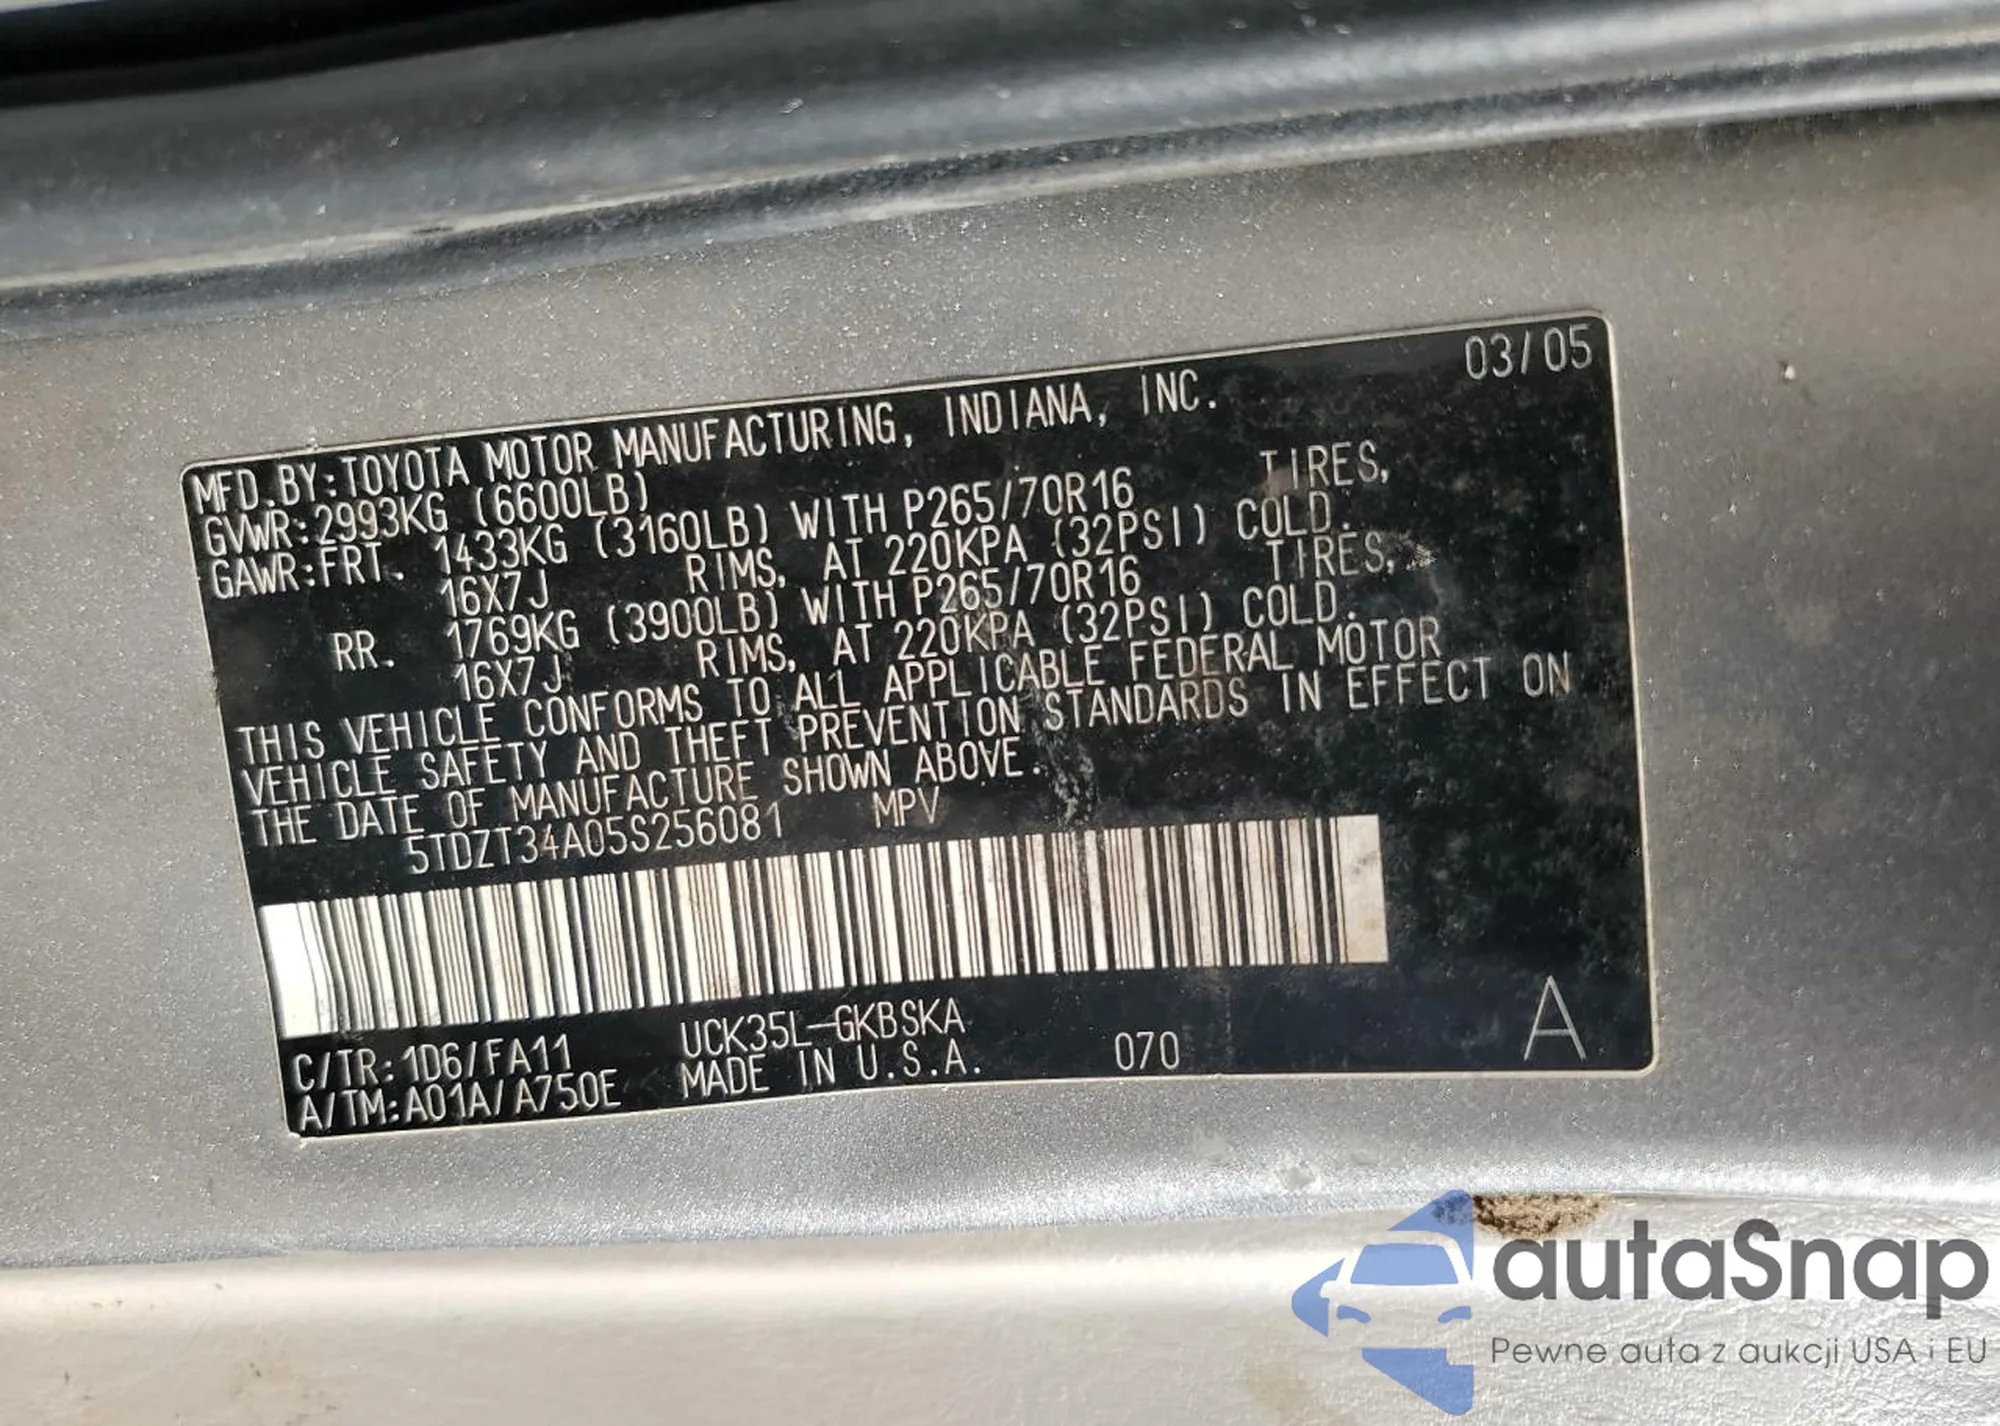 03/05
MFD.BY:TOYOTA MOTOR MANUFACTURING, INDIANA, INC.
GVWR:2993KG (6600LB)
GAWR:FRT. 1433KG (3160LB) WITH P265/70R16 TIRES,
16X7J RIMS, AT 220KPA (32PSI) COLD.
RR. 1769KG (3900LB) WITH P265/70R16 TIRES,
16X7J RIMS, AT 220KPA (32PSI) COLD.
THIS VEHICLE CONFORMS TO ALL APPLICABLE FEDERAL MOTOR
VEHICLE SAFETY AND THEFT PREVENTION STANDARDS IN EFFECT ON
THE DATE OF MANUFACTURE SHOWN ABOVE.
5TDZT34A05S256081 MPV
C/TR:1D6/FA11 UCK35L-GKBSKA
A/TM:A01A/A750E MADE IN U.S.A. 070 A
autaSnap
Pewne auta z aukcji USA i EU